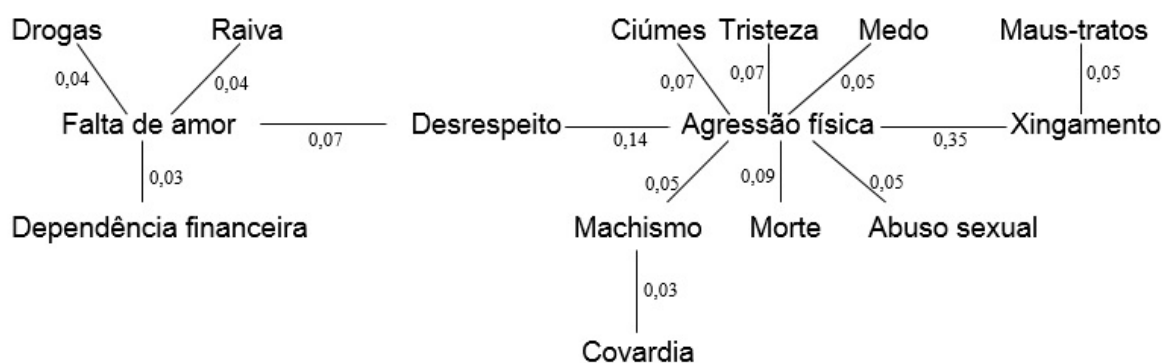 Drogas Raiva Ciúmes Tristeza Medo Maus-tratos
0,04 0,04 0,07 0,07 0,05 0,05
Falta de amor Desrespeito Agressão física Xingamento
0,07 0,14 0,35
0,03 0,05 0,09 0,05
Dependência financeira Machismo Morte Abuso sexual
0,03
Covardia